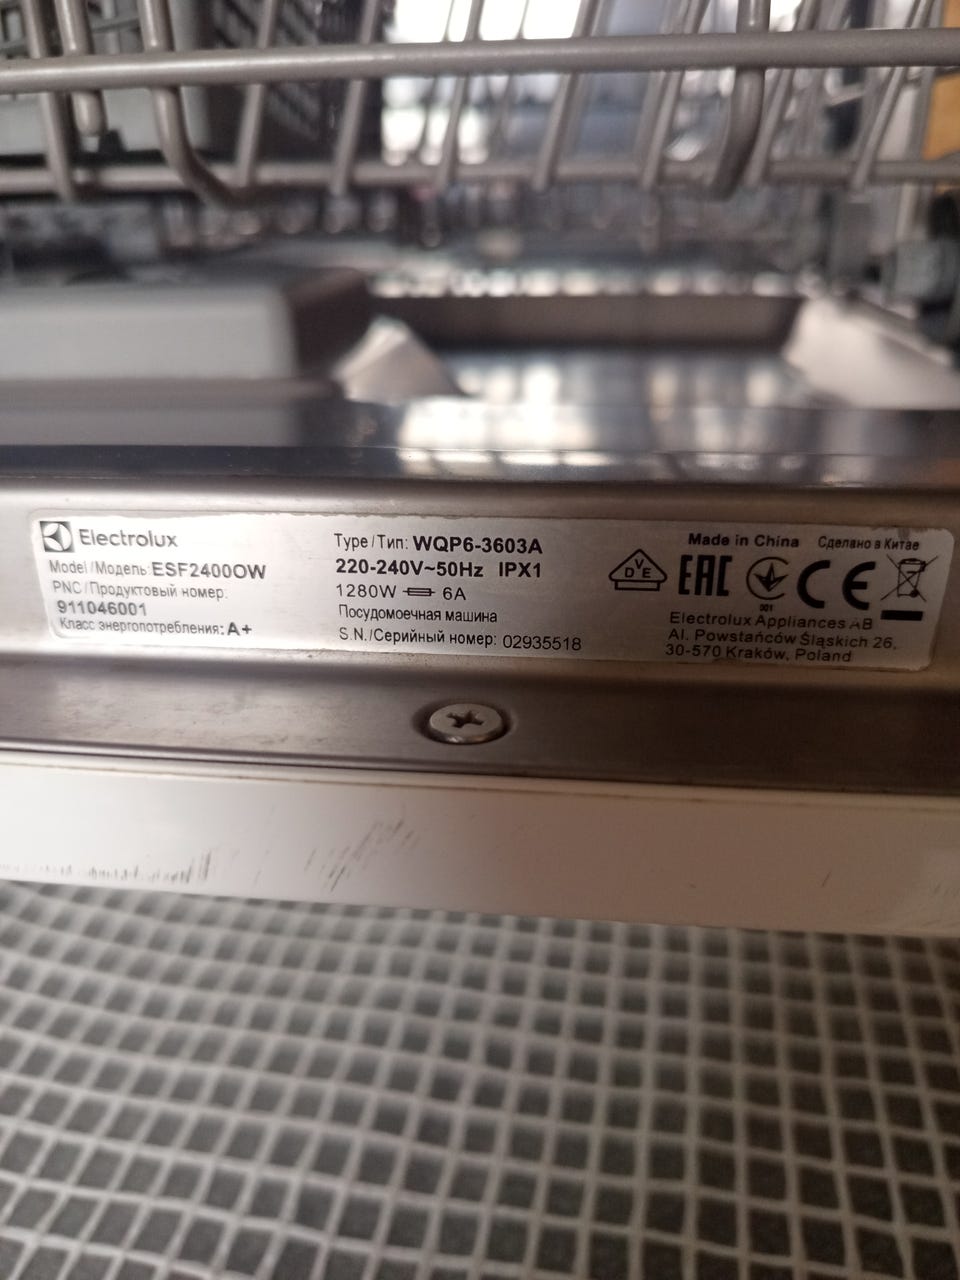 Electrolux
Model/Модель: ESF2400OW
PNC/Продуктовый номер:
911046001
Класс энергопотребления: A+
Type/Тип: WQP6-3603A
220-240V~50Hz IPX1
1280W 6A
Посудомоечная машина
S.N./Серийный номер: 02935518
Made in China Сделано в Китае
DVE EAC 001 CE
Electrolux Appliances AB
Al. Powstańców Śląskich 26,
30-570 Kraków, Poland